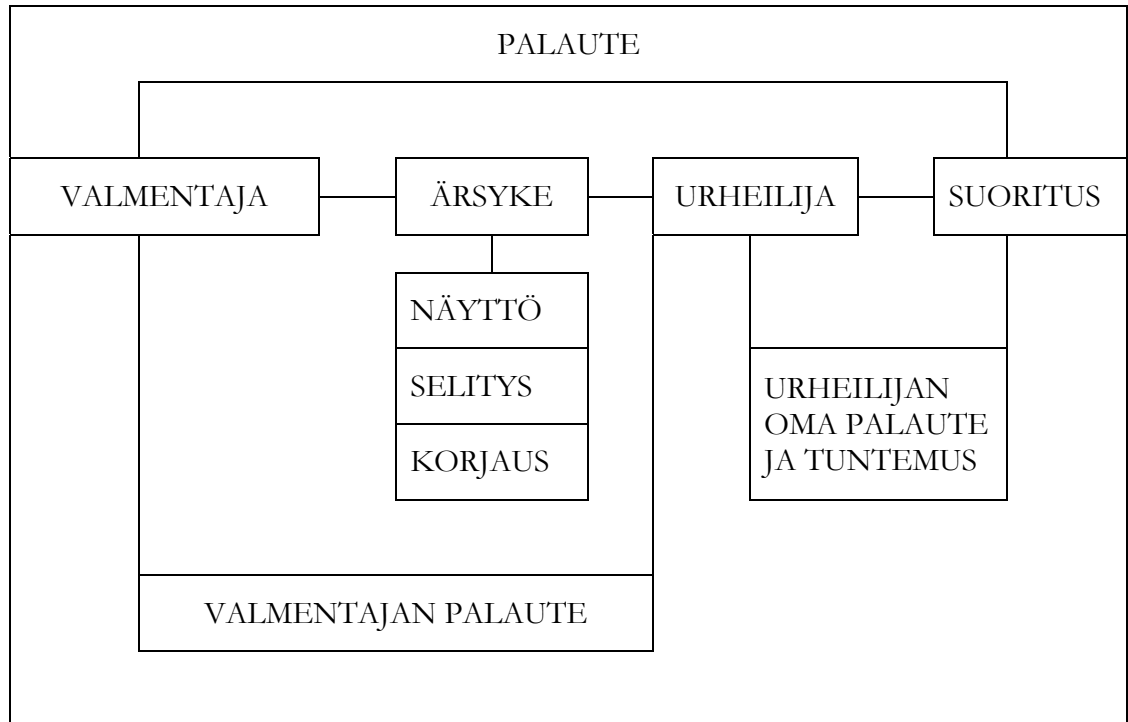 PALAUTE
VALMENTAJA
ÄRSYKE
URHEILIJA
SUORITUS
NÄYTTÖ
SELITYS
KORJAUS
URHEILIJAN
OMA PALAUTE
JA TUNTEMUS
VALMENTAJAN PALAUTE